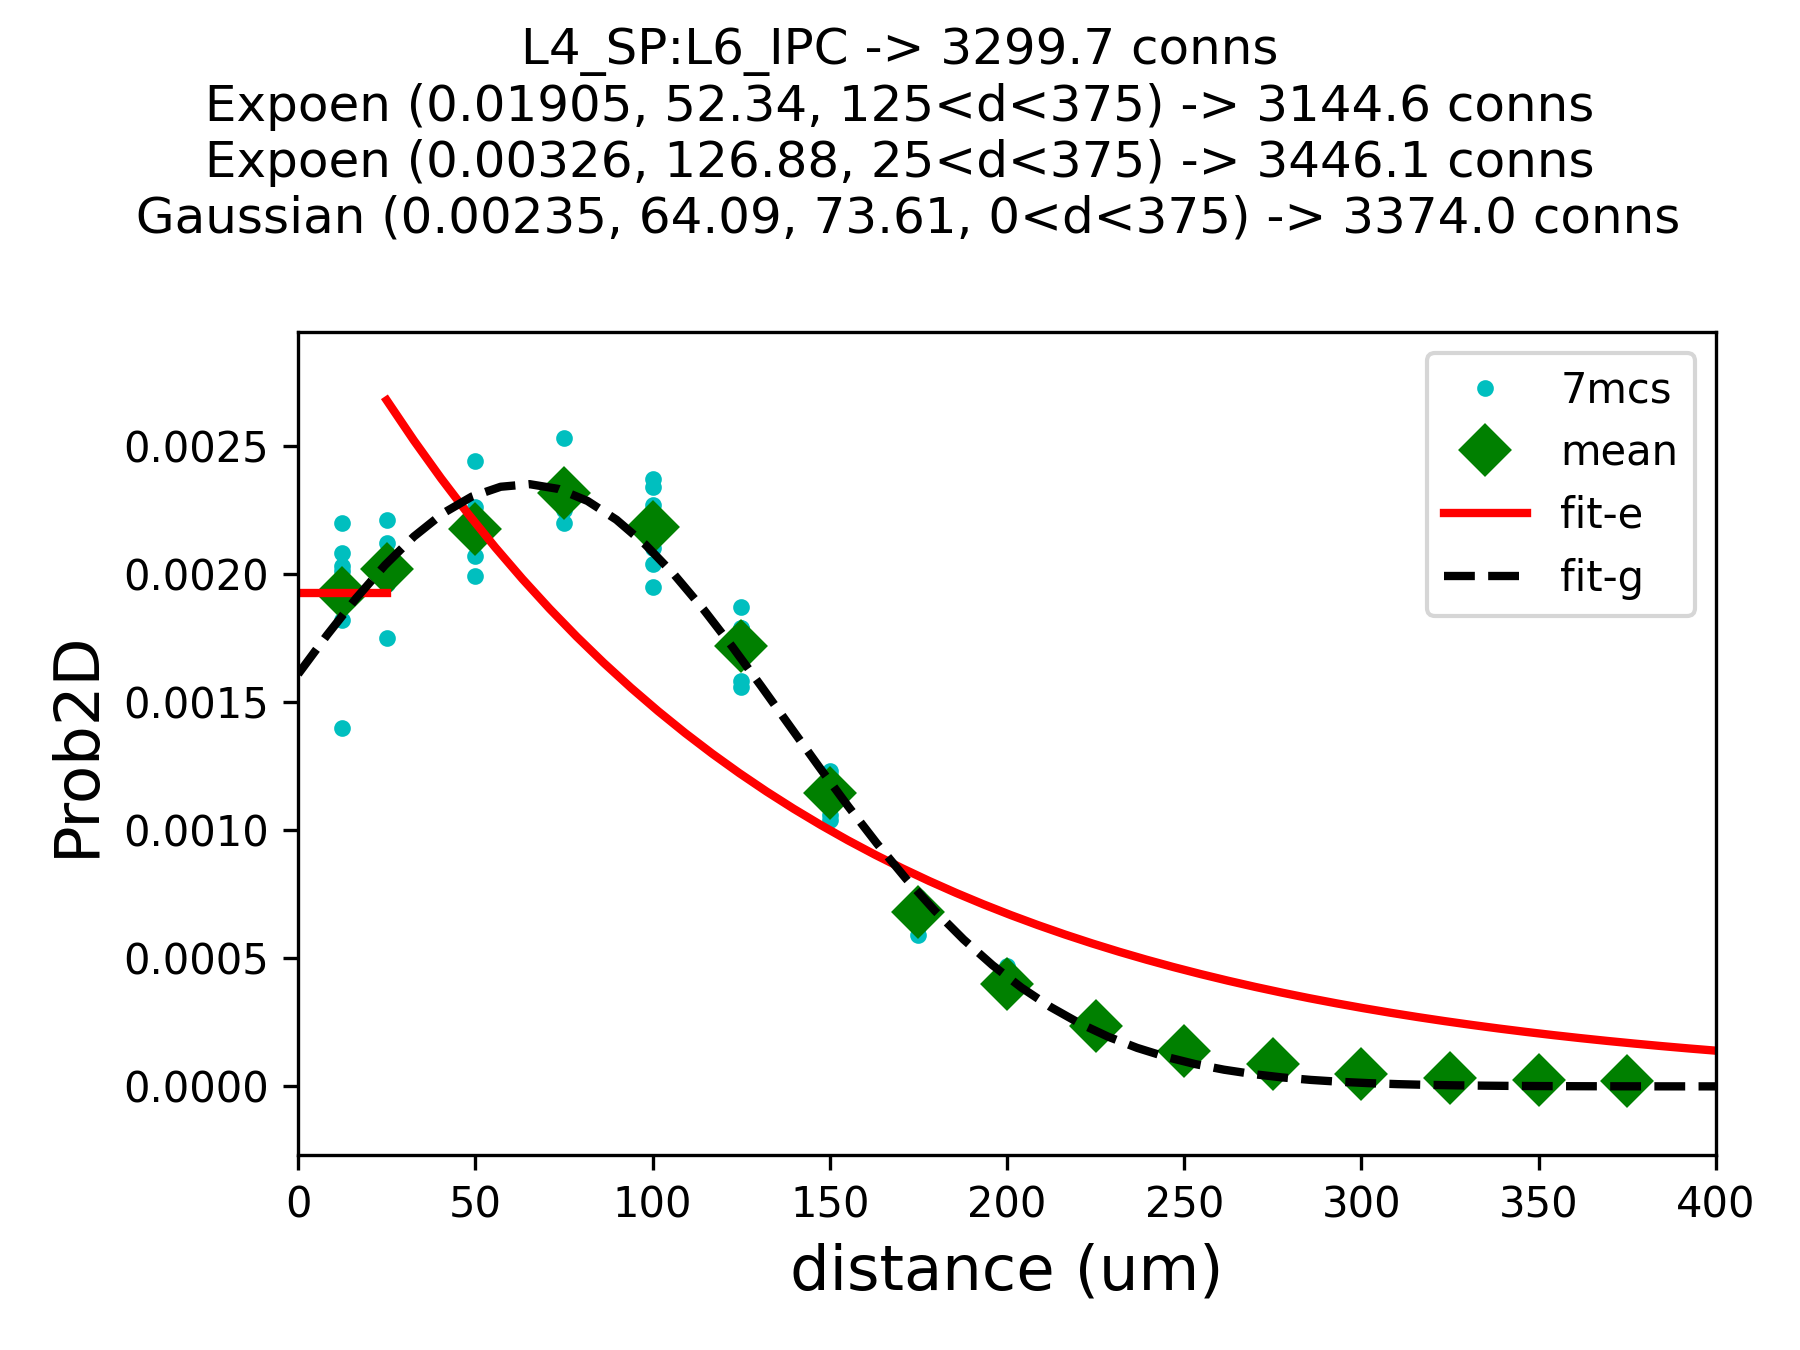 L4_SP:L6_IPC -> 3299.7 conns
Expoen (0.01905, 52.34, 125<d<375) -> 3144.6 conns
Expoen (0.00326, 126.88, 25<d<375) -> 3446.1 conns
Gaussian (0.00235, 64.09, 73.61, 0<d<375) -> 3374.0 conns
7mcs
mean
fit-e
fit-g
Prob2D
0.0025
0.0020
0.0015
0.0010
0.0005
0.0000
0 50 100 150 200 250 300 350 400
distance (um)